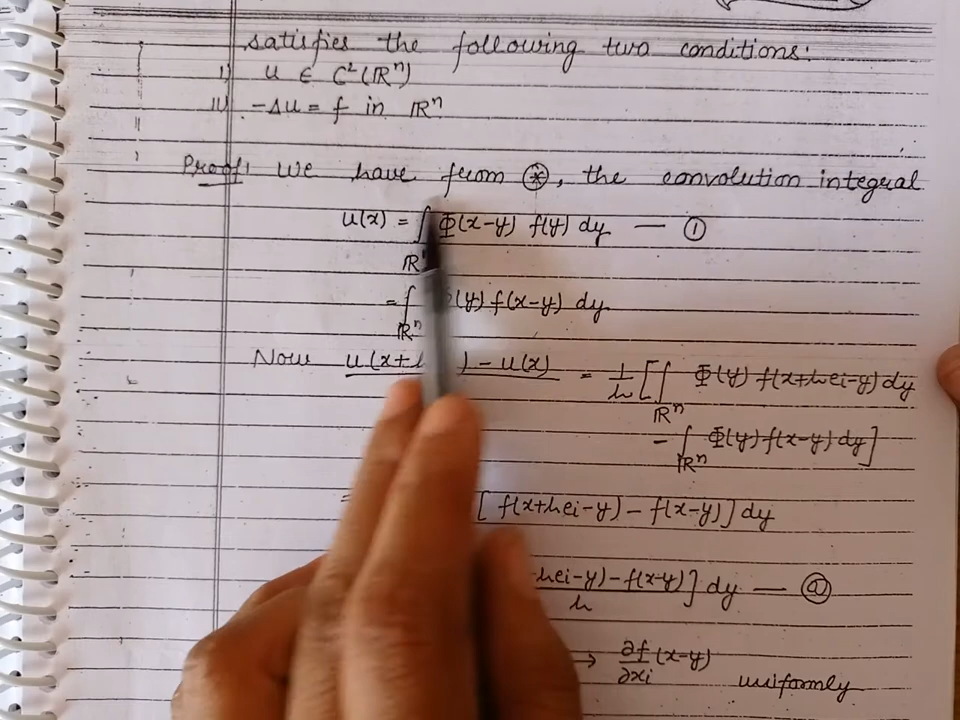 satisfies the following two conditions:
i) u ∈ C²(ℝⁿ)
ii) -Δu = f in ℝⁿ
Proof: We have from ⊛, the convolution integral
u(x) = ∫ Φ(x-y) f(y) dy — ①
ℝⁿ
= ∫ (y) f(x-y) dy
ℝⁿ
Now u(x+h ) - u(x) = 1/h [∫ Φ(y) f(x+hei-y) dy
ℝⁿ
- ∫ Φ(y) f(x-y) dy]
ℝⁿ
= [f(x+hei-y) - f(x-y)] dy
hei-y) - f(x-y)] dy — ⓐ
h
→ ∂f/∂xi (x-y) uniformly